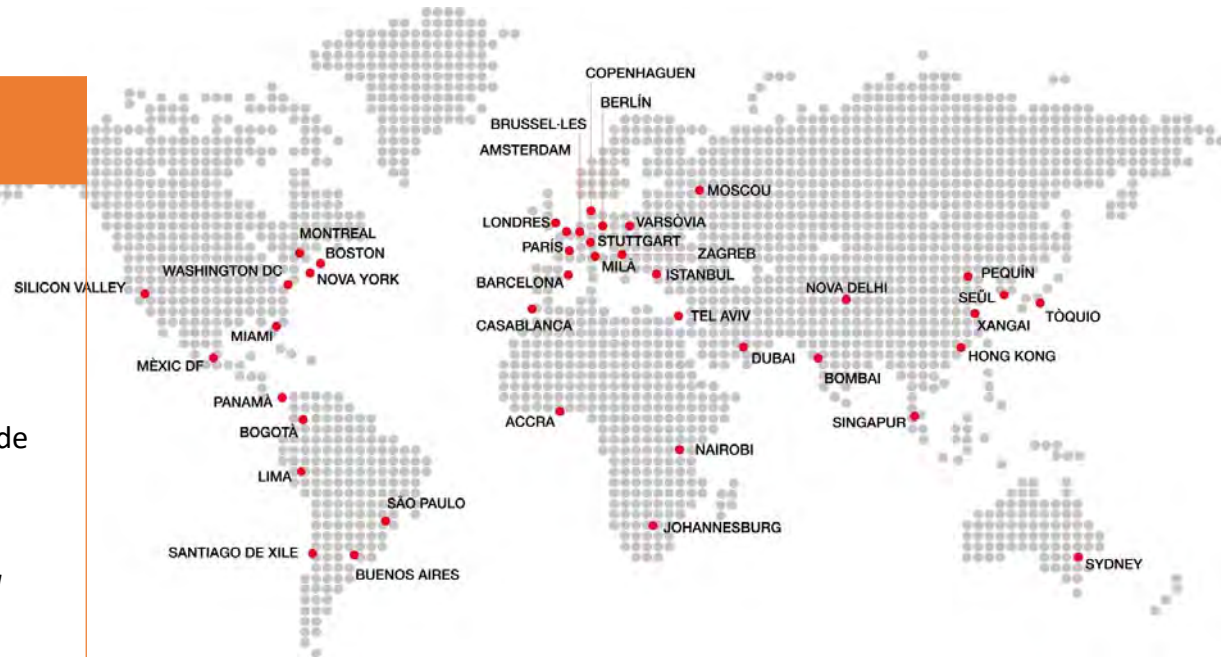 COPENHAGUEN
BERLÍN
BRUSSEL·LES
AMSTERDAM
MOSCOU
LONDRES
VARSÒVIA
MONTREAL
STUTTGART
BOSTON
PARÍS
ZAGREB
WASHINGTON DC
MILÀ
NOVA YORK
ISTANBUL
PEQUÍN
BARCELONA
SILICON VALLEY
NOVA DELHI
SEÜL
TÒQUIO
TEL AVIV
CASABLANCA
XANGAI
MIAMI
DUBAI
HONG KONG
MÈXIC DF
BOMBAI
PANAMÀ
ACCRA
SINGAPUR
BOGOTÀ
de
NAIROBI
LIMA
SÃO PAULO
JOHANNESBURG
SANTIAGO DE XILE
BUENOS AIRES
SYDNEY